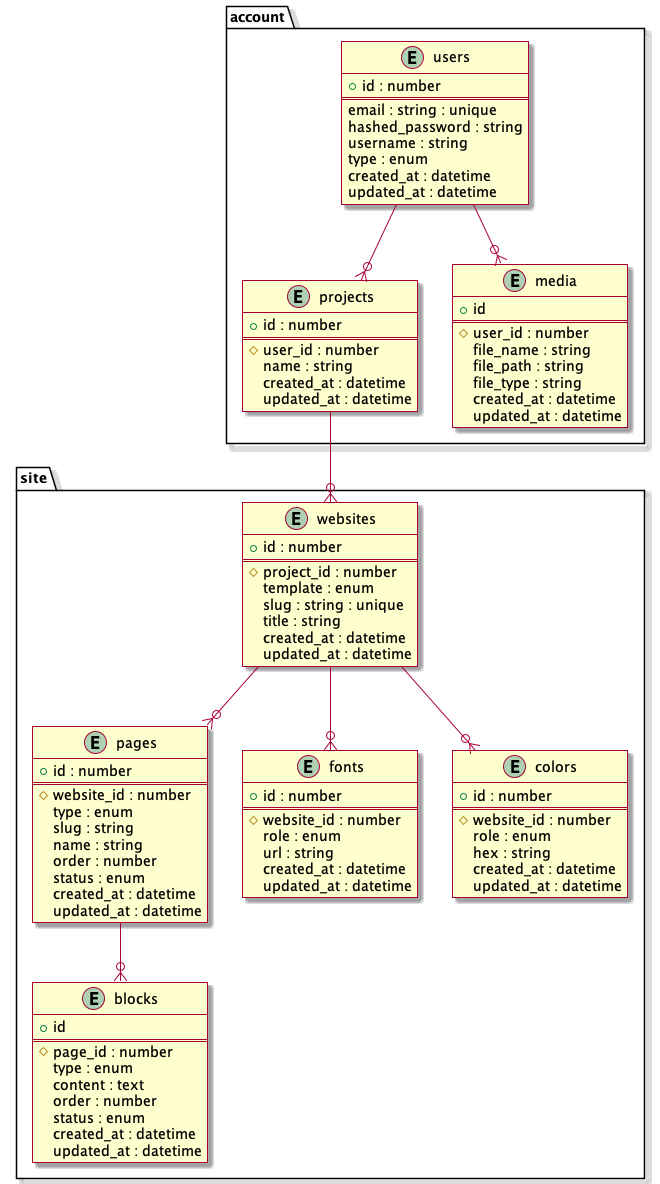 account
E users
id : number
email : string : unique
hashed_password : string
username : string
type : enum
created_at : datetime
updated_at : datetime
E projects
id : number
user_id : number
name : string
created_at : datetime
updated_at : datetime
E media
id
user_id : number
file_name : string
file_path : string
file_type : string
created_at : datetime
updated_at : datetime
site
E websites
id : number
project_id : number
template : enum
slug : string : unique
title : string
created_at : datetime
updated_at : datetime
E pages
id : number
website_id : number
type : enum
slug : string
name : string
order : number
status : enum
created_at : datetime
updated_at : datetime
E fonts
id : number
website_id : number
role : enum
url : string
created_at : datetime
updated_at : datetime
E colors
id : number
website_id : number
role : enum
hex : string
created_at : datetime
updated_at : datetime
E blocks
id
page_id : number
type : enum
content : text
order : number
status : enum
created_at : datetime
updated_at : datetime